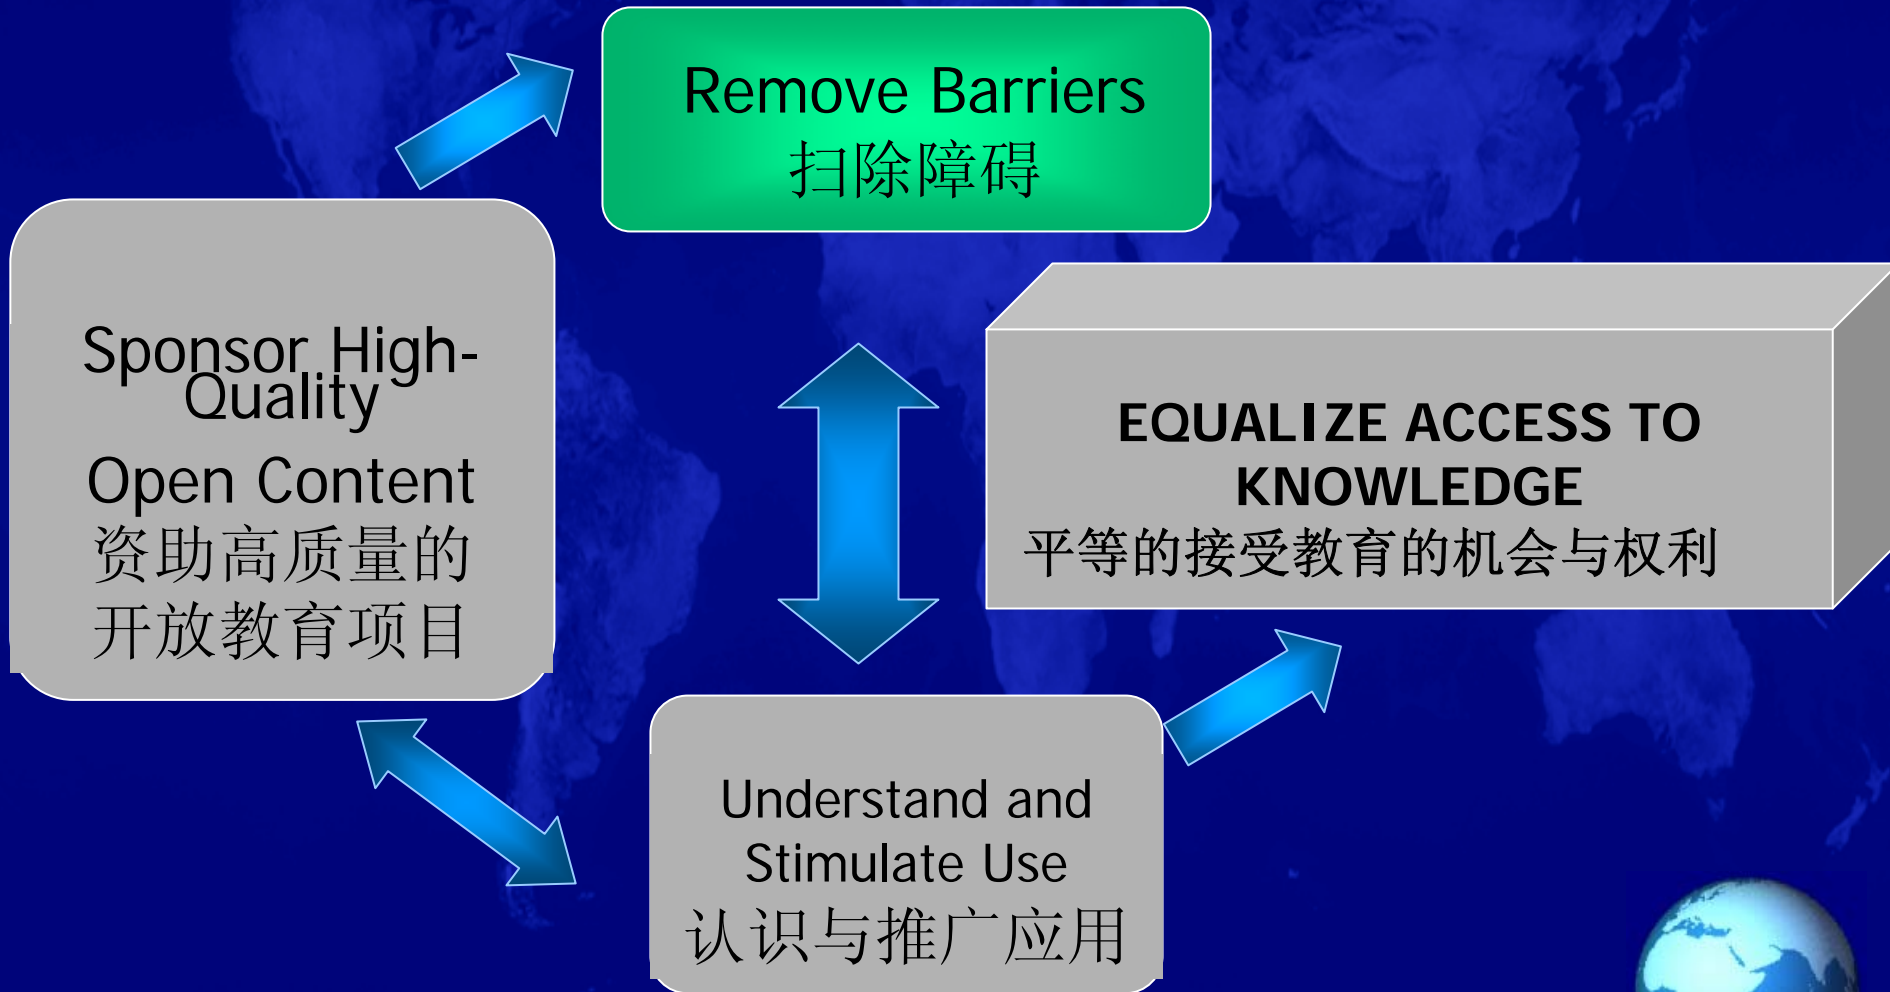 Remove Barriers
扫除障碍
Sponsor High-
Quality
Open Content
资助高质量的
开放教育项目
EQUALIZE ACCESS TO
KNOWLEDGE
平等的接受教育的机会与权利
Understand and
Stimulate Use
认识与推广应用